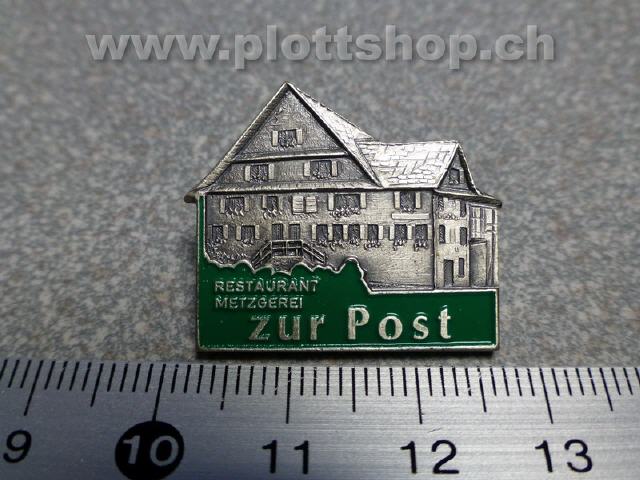 www.plottshop.ch
RESTAURANT
METZGEREI
zur Post
9 10 11 12 13